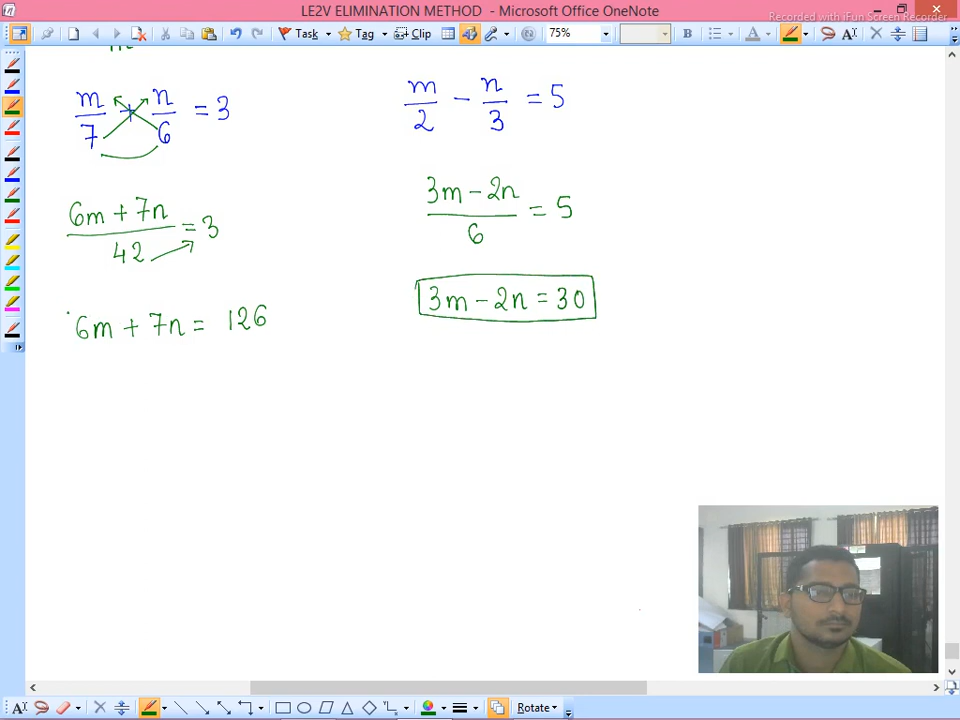 LE2V ELIMINATION METHOD - Microsoft Office OneNote
Recorded with iFun Screen Recorder
Task Tag Clip 75% B A
m/7 + n/6 = 3
m/2 − n/3 = 5
(6m + 7n)/42 = 3
(3m − 2n)/6 = 5
3m − 2n = 30
6m + 7n = 126
Rotate